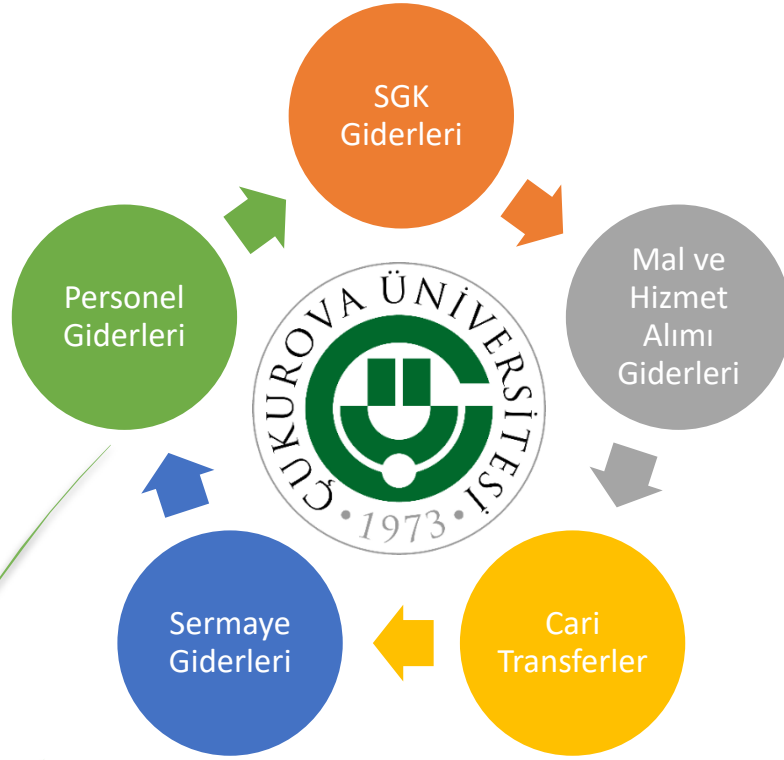 SGK
Giderleri
Mal ve
Hizmet
Alımı
Giderleri
Cari
Transferler
Sermaye
Giderleri
Personel
Giderleri
ÇUKUROVA ÜNİVERSİTESİ
•1973•